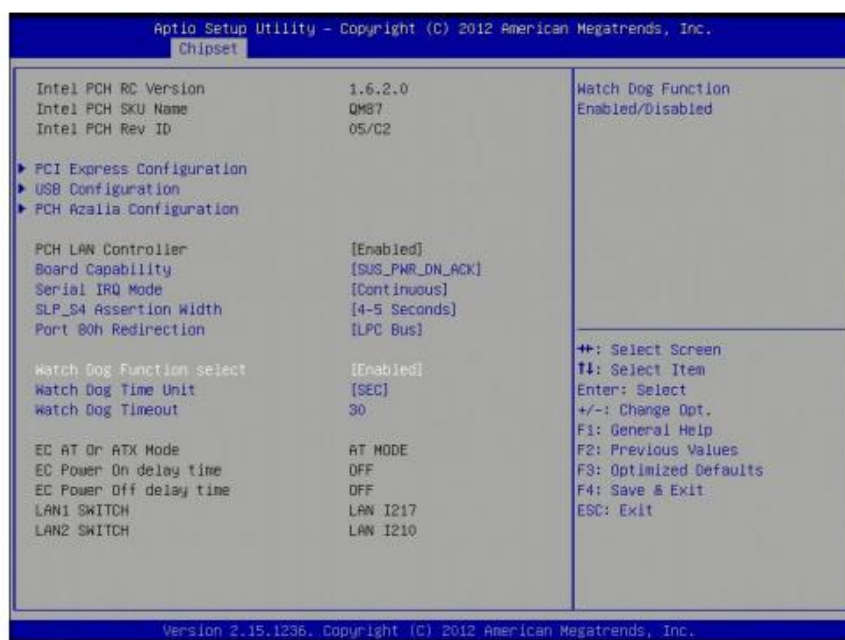 Aptio Setup Utility – Copyright (C) 2012 American Megatrends, Inc.
Chipset
Intel PCH RC Version 1.6.2.0
Intel PCH SKU Name QM87
Intel PCH Rev ID 05/C2
PCI Express Configuration
USB Configuration
PCH Azalia Configuration
PCH LAN Controller [Enabled]
Board Capability [SUS_PWR_DN_ACK]
Serial IRQ Mode [Continuous]
SLP_S4 Assertion Width [4-5 Seconds]
Port 80h Redirection [LPC Bus]
Watch Dog Function select [Enabled]
Watch Dog Time Unit [SEC]
Watch Dog Timeout 30
EC AT Or ATX Mode AT MODE
EC Power On delay time OFF
EC Power Off delay time OFF
LAN1 SWITCH LAN I217
LAN2 SWITCH LAN I210
Watch Dog Function
Enabled/Disabled
→←: Select Screen
↑↓: Select Item
Enter: Select
+/-: Change Opt.
F1: General Help
F2: Previous Values
F3: Optimized Defaults
F4: Save & Exit
ESC: Exit
Version 2.15.1236. Copyright (C) 2012 American Megatrends, Inc.